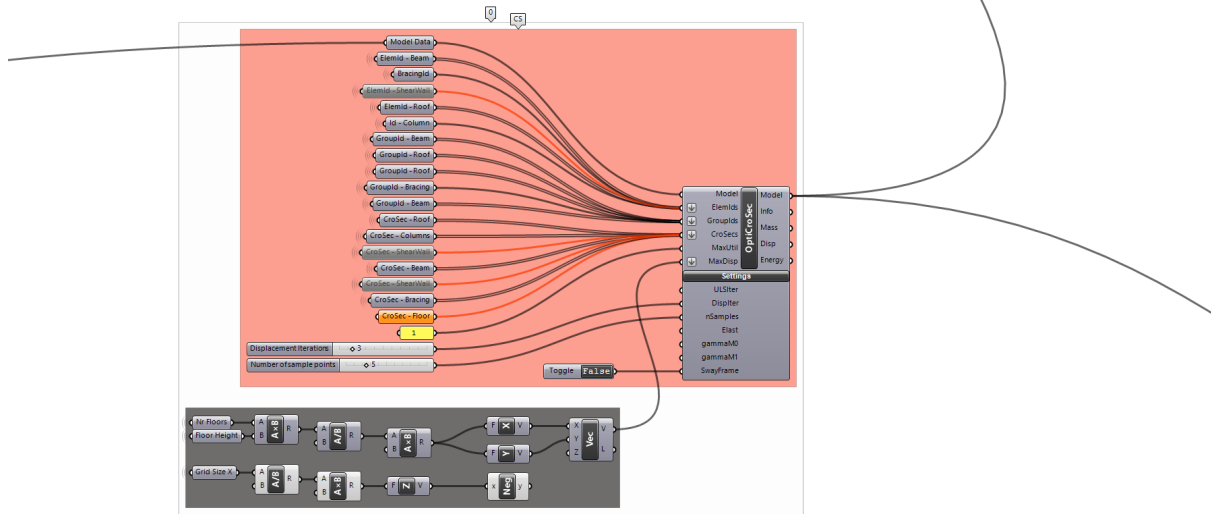 0
CS
Model Data
ElemId - Beam
BracingId
ElemId - ShearWall
ElemId - Roof
Id - Column
GroupId - Beam
GroupId - Roof
GroupId - Roof
GroupId - Bracing
GroupId - Beam
CroSec - Roof
CroSec - Columns
CroSec - ShearWall
CroSec - Beam
CroSec - ShearWall
CroSec - Bracing
CroSec - Floor
1
Displacement Iterations 3
Number of sample points 5
Toggle False
Model
ElemIds
GroupIds
CroSecs
MaxUtil
MaxDisp
OptiCroSec
Model
Info
Mass
Disp
Energy
Settings
ULSIter
DispIter
nSamples
Elast
gammaM0
gammaM1
SwayFrame
Nr Floors
Floor Height
A
B
A×B
R
A
B
A/B
R
A
B
A×B
R
F X V
F Y V
X
Y
Z
Vec
V
L
Grid Size X
A
B
A/B
R
A
B
A×B
R
F Z V
x Neg y